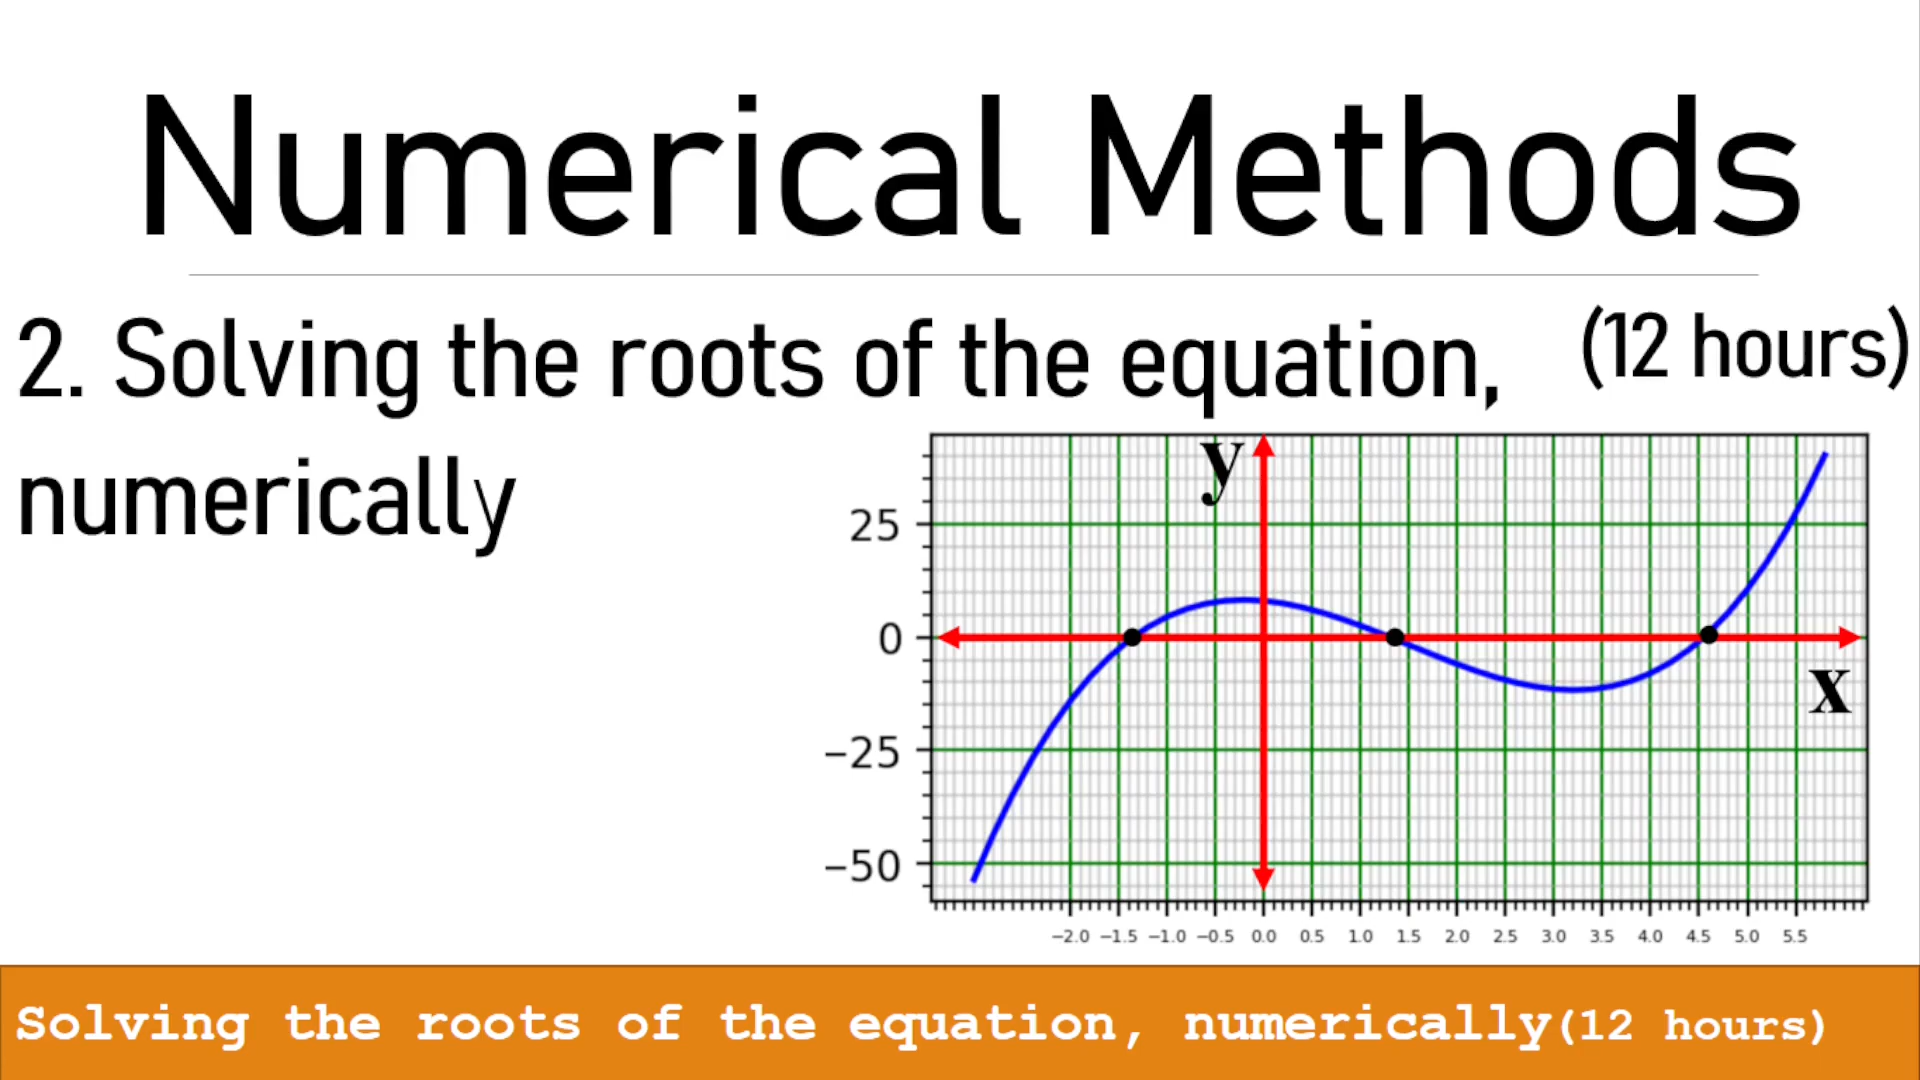 Numerical Methods
2. Solving the roots of the equation, (12 hours)
numerically
y
25
0
x
−25
−50
−2.0 −1.5 −1.0 −0.5 0.0 0.5 1.0 1.5 2.0 2.5 3.0 3.5 4.0 4.5 5.0 5.5
Solving the roots of the equation, numerically(12 hours)